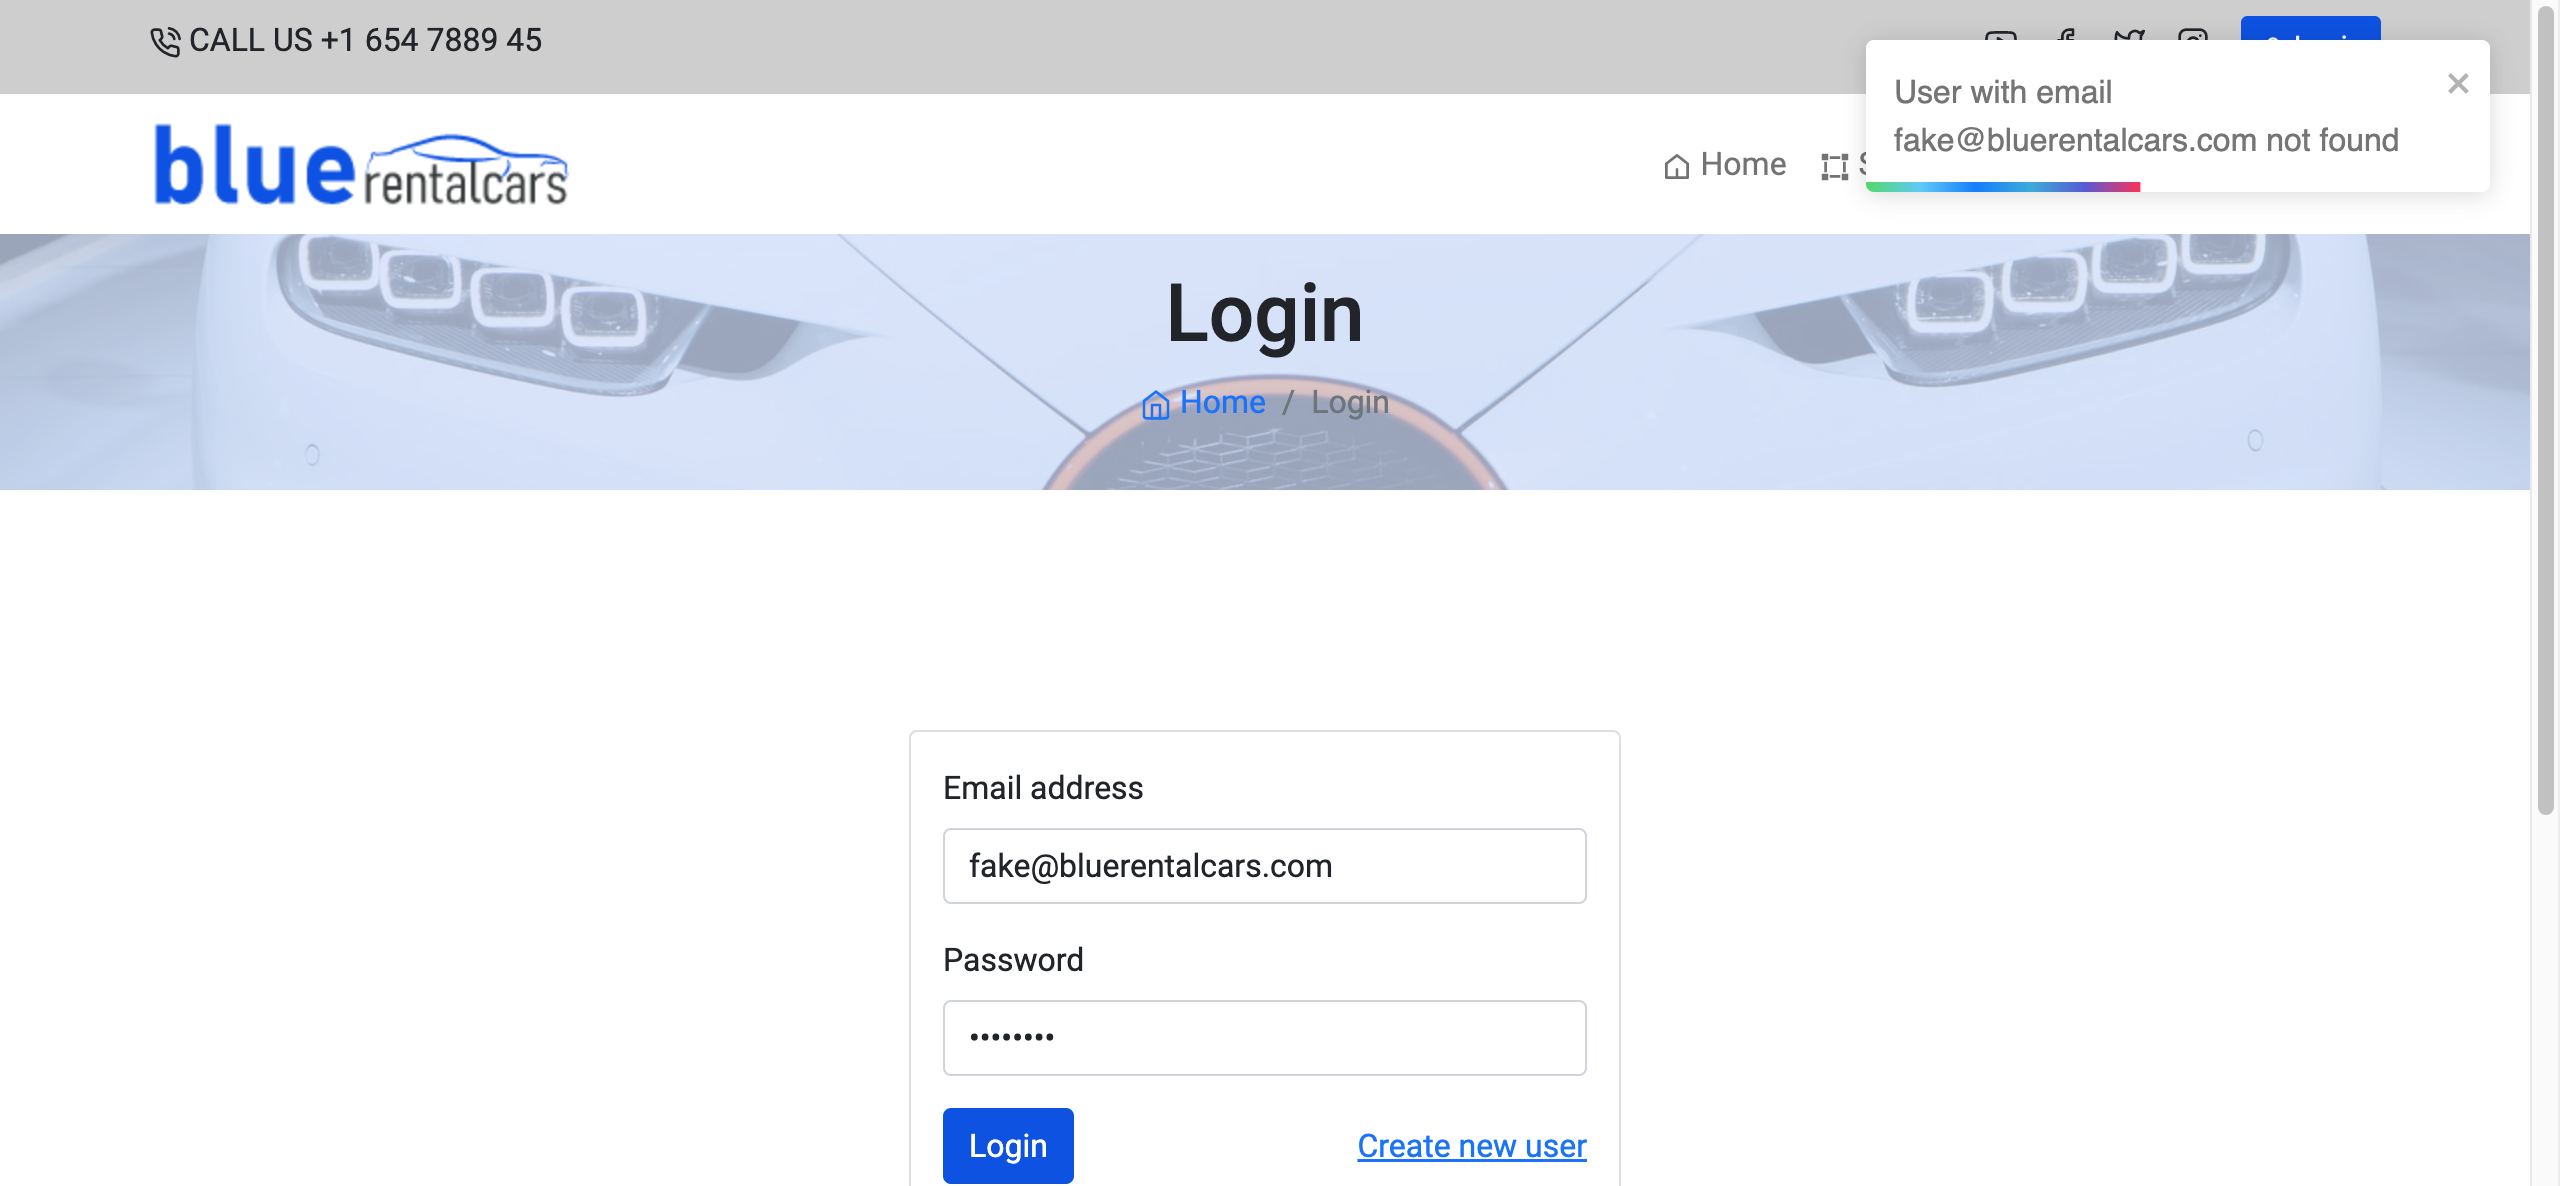 CALL US +1 654 7889 45
User with email
fake@bluerentalcars.com not found
blue rentalcars
Home
Login
Home / Login
Email address
fake@bluerentalcars.com
Password
••••••••
Login
Create new user